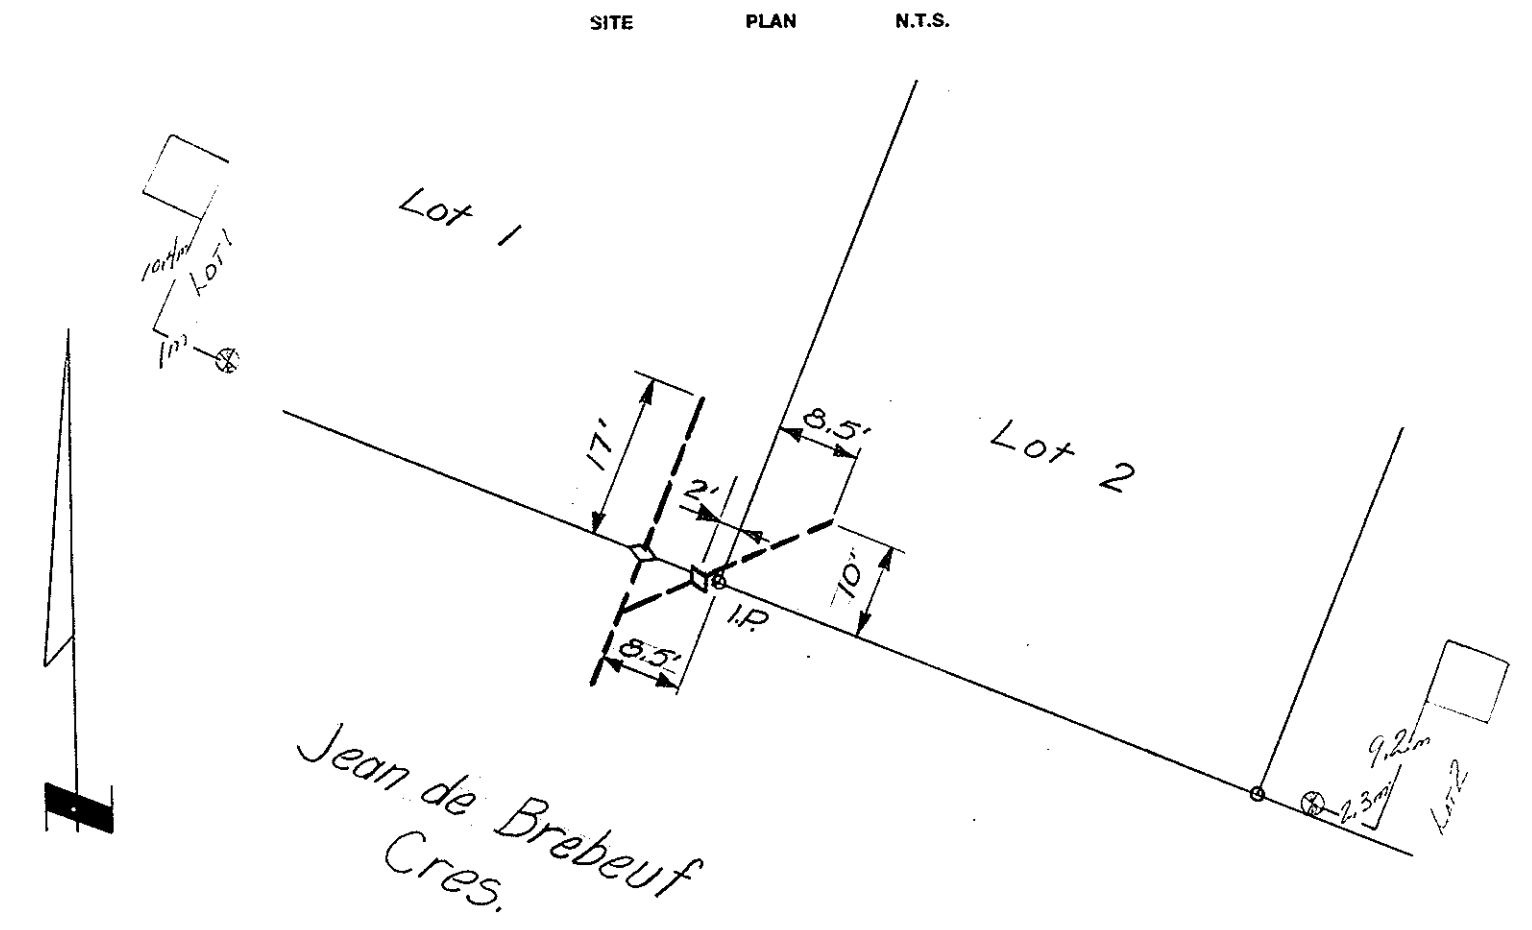 SITE PLAN N.T.S.
Lot 1
10.4m
LOT 1
1m
17'
8.5'
2'
Lot 2
10'
I.P.
8.5'
9.2m
2.3m
LOT 2
Jean de Brebeuf
Cres.